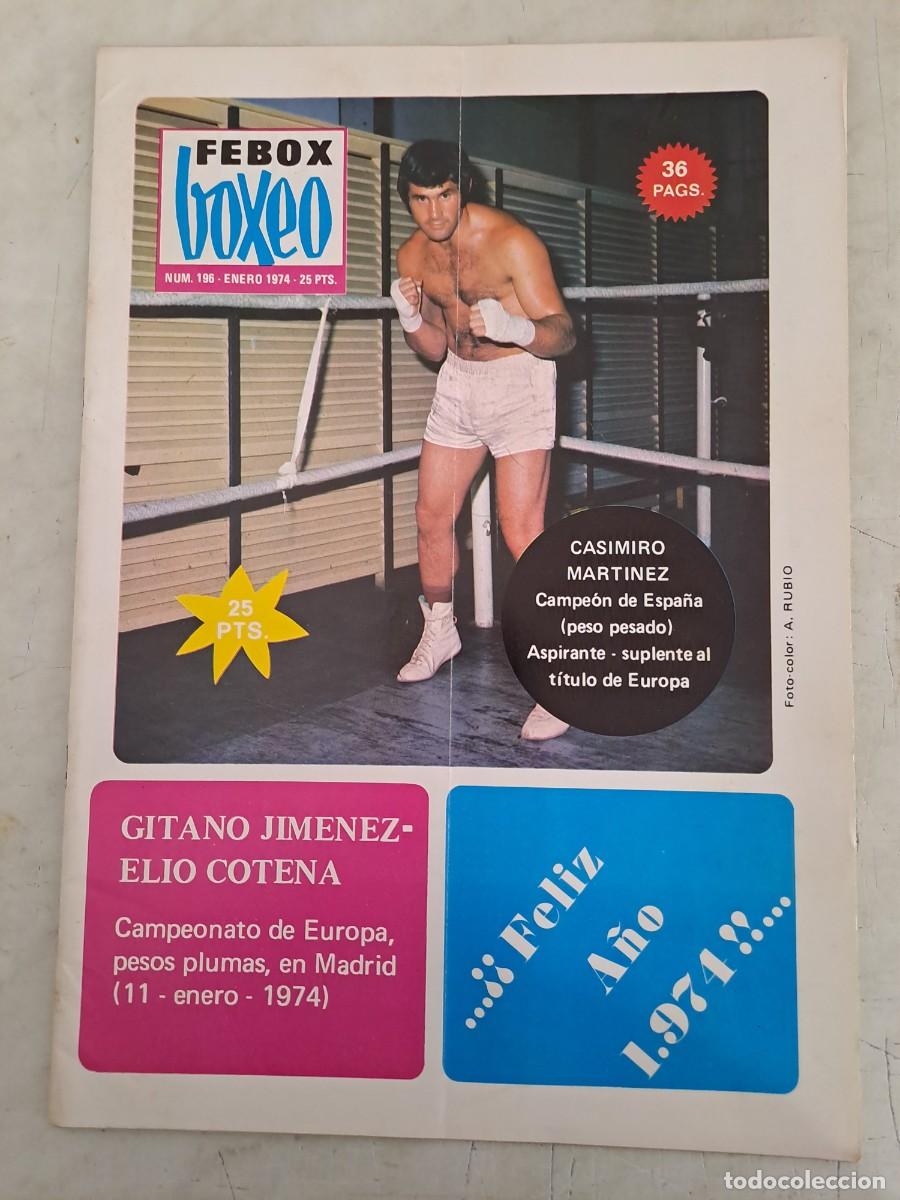 FEBOX
boxeo
NUM. 196 - ENERO 1974 - 25 PTS.
36
PAGS.
25
PTS.
CASIMIRO
MARTINEZ
Campeón de España
(peso pesado)
Aspirante - suplente al
título de Europa
Foto-color: A. RUBIO
GITANO JIMENEZ-
ELIO COTENA
Campeonato de Europa,
pesos plumas, en Madrid
(11 - enero - 1974)
...¡¡Feliz
Año
1.974!!...
todocoleccion